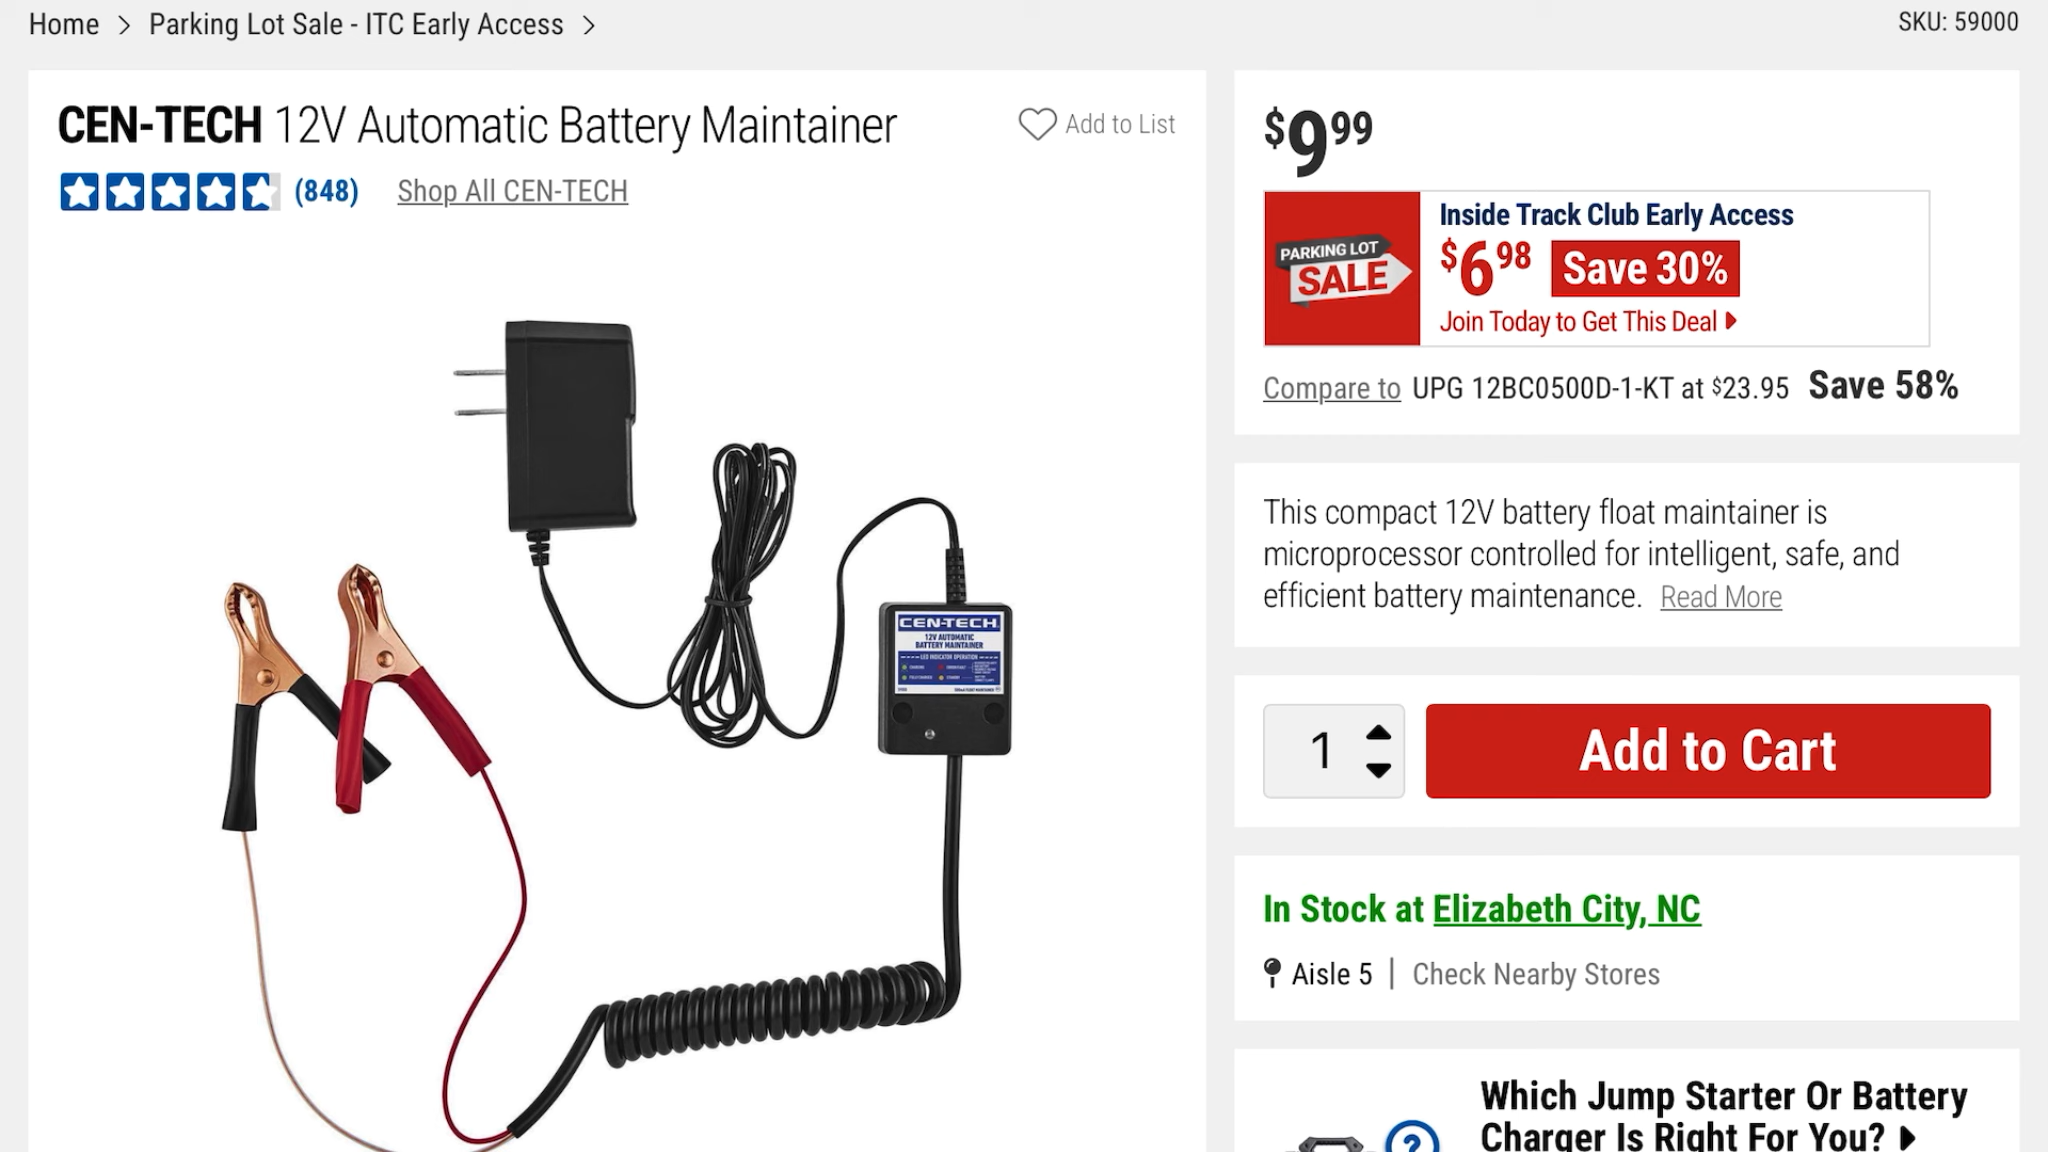 Home > Parking Lot Sale - ITC Early Access >
SKU: 59000
CEN-TECH 12V Automatic Battery Maintainer
Add to List
(848) Shop All CEN-TECH
CEN-TECH
12V AUTOMATIC
BATTERY MAINTAINER
LED INDICATOR OPERATION
$9.99
PARKING LOT
SALE
Inside Track Club Early Access
$6.98 Save 30%
Join Today to Get This Deal
Compare to UPG 12BC0500D-1-KT at $23.95 Save 58%
This compact 12V battery float maintainer is
microprocessor controlled for intelligent, safe, and
efficient battery maintenance. Read More
1
Add to Cart
In Stock at Elizabeth City, NC
Aisle 5 | Check Nearby Stores
Which Jump Starter Or Battery
Charger Is Right For You?